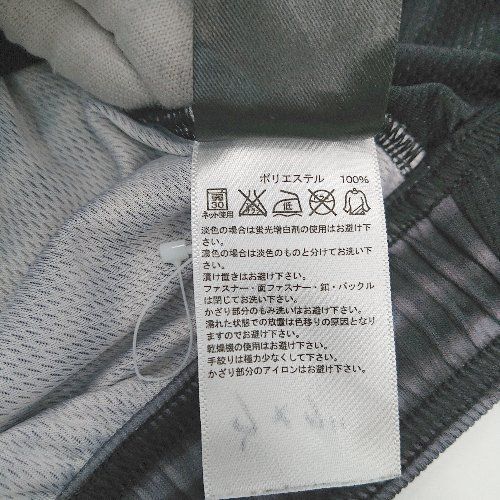 ポリエステル 100%
30
低
ネット使用
淡色の場合は蛍光増白剤の使用はお避け下
さい。
濃色の場合は淡色のものと分けてお洗い下
さい。
漬け置きはお避け下さい。
ファスナー・面ファスナー・釦・バックル
は閉じてお洗い下さい。
かざり部分のもみ洗いはお避け下さい。
濡れた状態での放置は色移りの原因となり
ますのでお避け下さい。
乾燥機の使用はお避け下さい。
手絞りは極力少なくして下さい。
かざり部分のアイロンはお避け下さい。